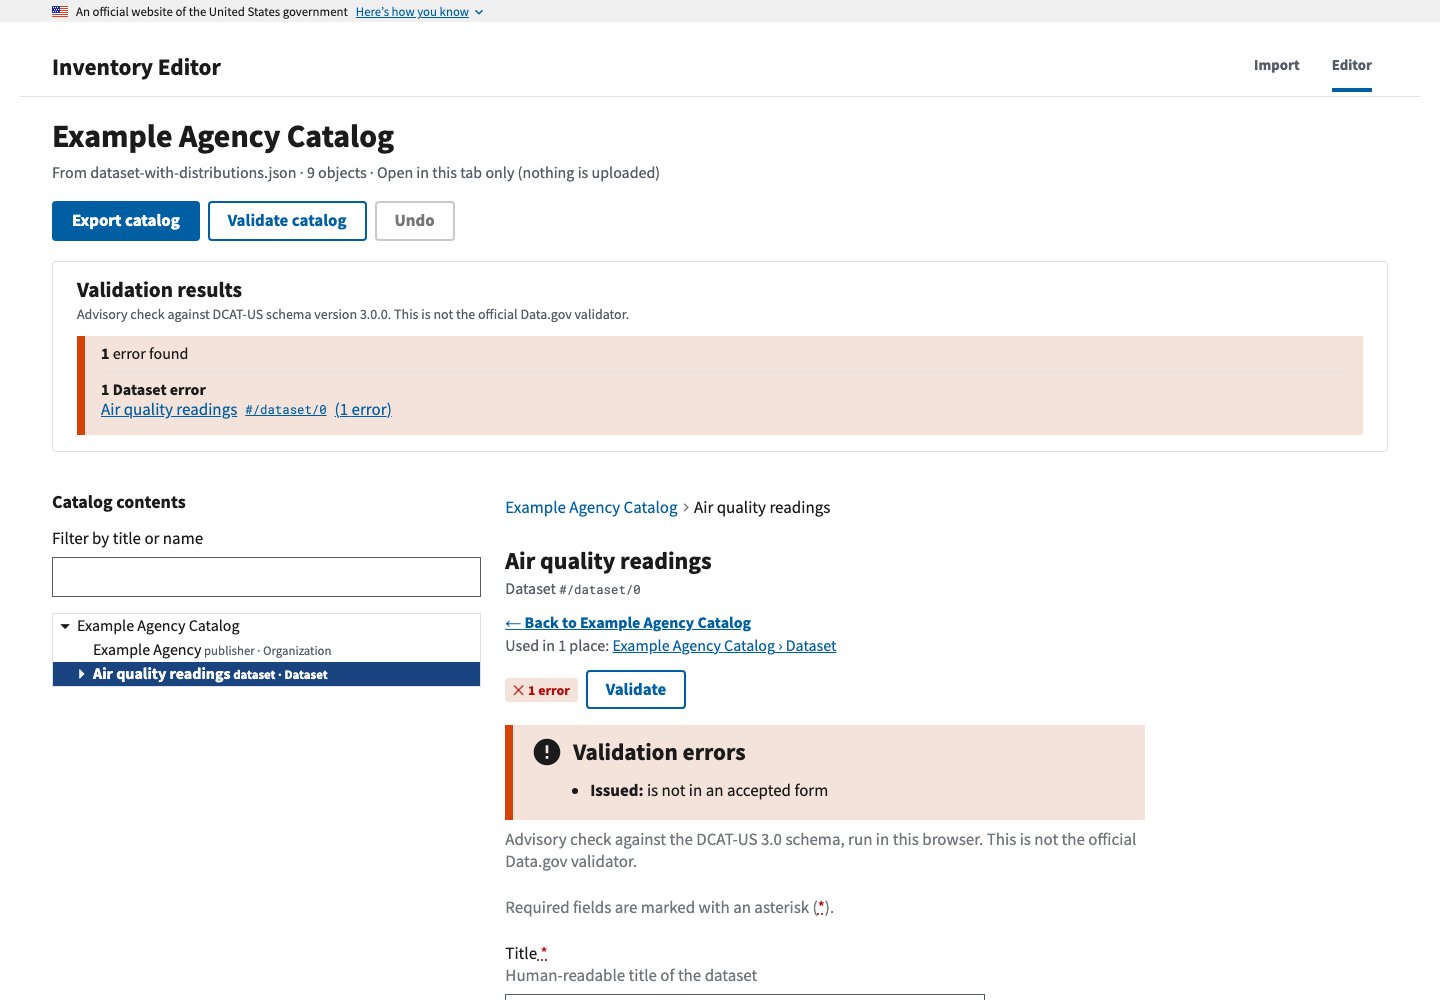 An official website of the United States government Here's how you know
Inventory Editor
Import
Editor
Example Agency Catalog
From dataset-with-distributions.json · 9 objects · Open in this tab only (nothing is uploaded)
Export catalog
Validate catalog
Undo
Validation results
Advisory check against DCAT-US schema version 3.0.0. This is not the official Data.gov validator.
1 error found
1 Dataset error
Air quality readings #/dataset/0 (1 error)
Catalog contents
Filter by title or name
Example Agency Catalog
Example Agency publisher · Organization
Air quality readings dataset · Dataset
Example Agency Catalog › Air quality readings
Air quality readings
Dataset #/dataset/0
← Back to Example Agency Catalog
Used in 1 place: Example Agency Catalog › Dataset
1 error
Validate
Validation errors
• Issued: is not in an accepted form
Advisory check against the DCAT-US 3.0 schema, run in this browser. This is not the official
Data.gov validator.
Required fields are marked with an asterisk (*).
Title *
Human-readable title of the dataset